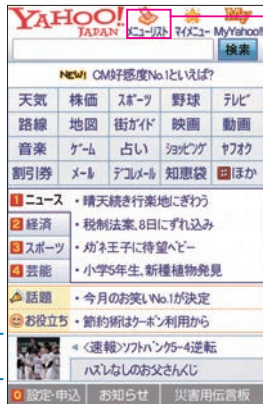 YAHOO!
JAPAN
メニューリスト マイメニュー MyYahoo!
検索
NEW! CM好感度No.1といえば?
天気 株価 スポーツ 野球 テレビ
路線 地図 街ガイド 映画 動画
音楽 ゲーム 占い ショッピング ヤフオク
割引券 メール デコメール 知恵袋 ほか
1 ニュース ・晴天続き行楽地にぎわう
2 経済 ・税制法案、8日にずれ込み
3 スポーツ ・メガネ王子に待望ベビー
4 芸能 ・小学5年生、新種植物発見
話題 ・今月のお笑いNo.1が決定
お役立ち ・節約術はクーポン利用から
<速報>ソフトバンク5-4逆転
ハズレなしのお父さんくじ
0 設定・申込 お知らせ 災害用伝言板